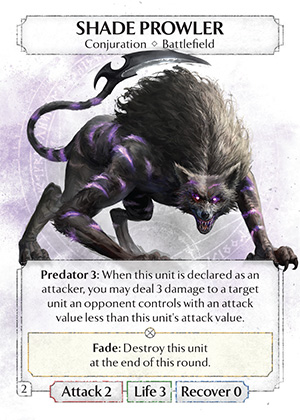 SHADE PROWLER
Conjuration ⟐ Battlefield
Predator 3: When this unit is declared as an
attacker, you may deal 3 damage to a target
unit an opponent controls with an attack
value less than this unit's attack value.
Fade: Destroy this unit
at the end of this round.
2 Attack 2 Life 3 Recover 0